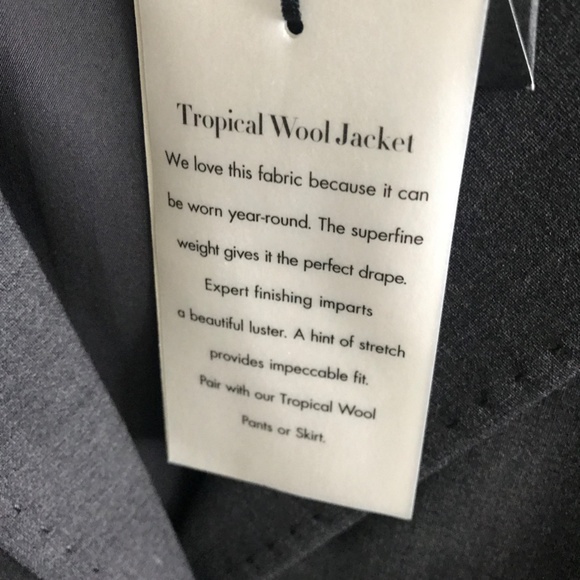 Tropical Wool Jacket
We love this fabric because it can
be worn year-round. The superfine
weight gives it the perfect drape.
Expert finishing imparts
a beautiful luster. A hint of stretch
provides impeccable fit.
Pair with our Tropical Wool
Pants or Skirt.